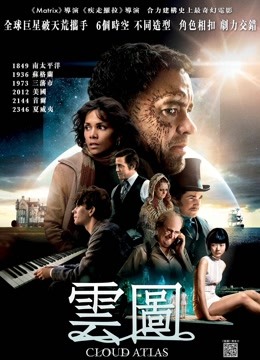 《Matrix》導演《疾走羅拉》導演 合力建構史上最奇幻電影
全球巨星破天荒攜手 6個時空 不同造型 角色相扣 劇力交錯
1849 南太平洋
1936 蘇格蘭
1973 三藩市
2012 英國
2144 首爾
2346 夏威夷
雲圖
CLOUD ATLAS